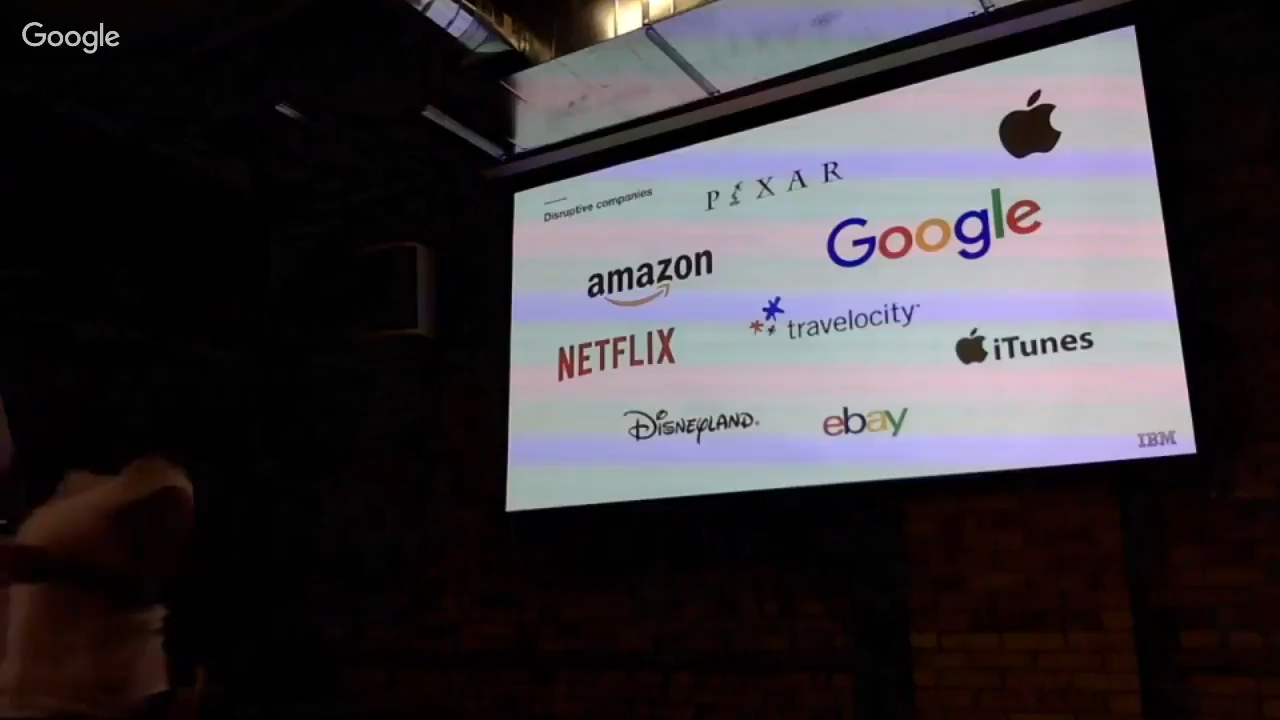 Google
Disruptive companies
PIXAR
amazon
Google
NETFLIX
travelocity
iTunes
DISNEYLAND
ebay
IBM